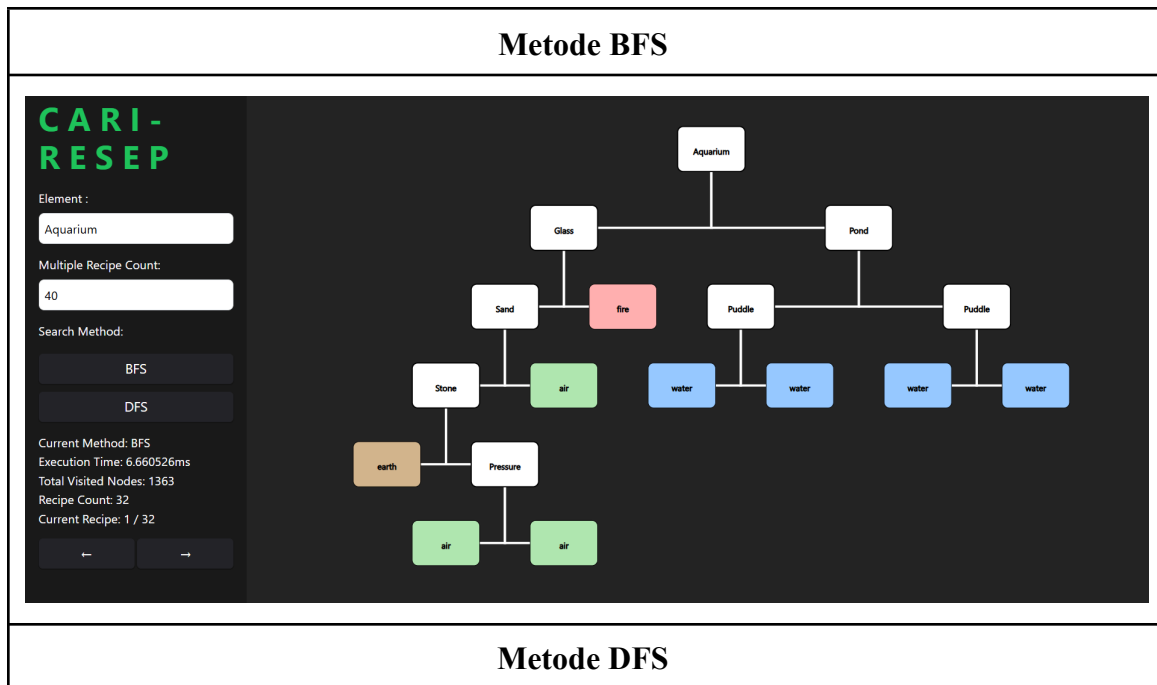 Metode BFS
CARI-
RESEP
Element :
Aquarium
Multiple Recipe Count:
40
Search Method:
BFS
DFS
Current Method: BFS
Execution Time: 6.660526ms
Total Visited Nodes: 1363
Recipe Count: 32
Current Recipe: 1 / 32
← →
Aquarium
Glass Pond
Sand fire Puddle Puddle
Stone air water water water water
earth Pressure
air air
Metode DFS